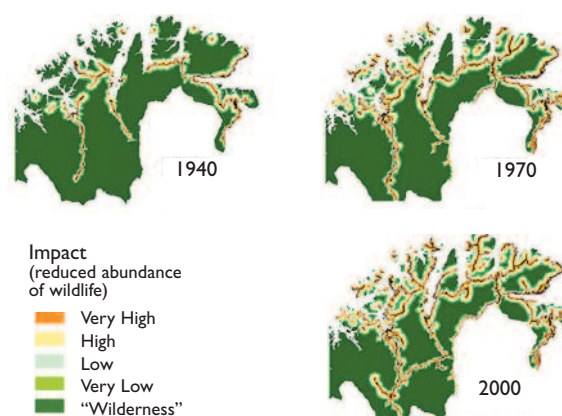 1940
1970
Impact
(reduced abundance
of wildlife)
Very High
High
Low
Very Low
“Wilderness”
2000